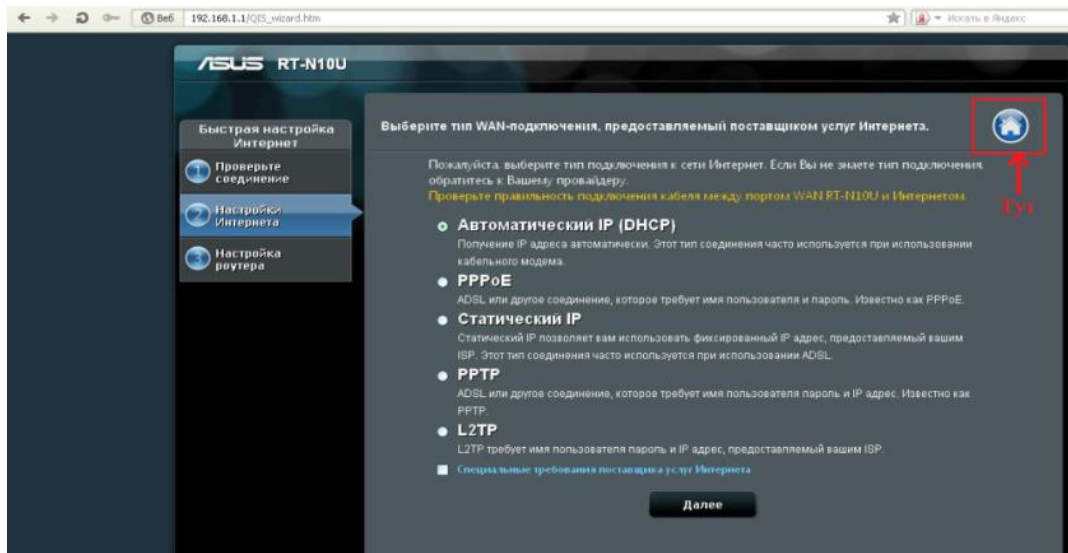 Веб 192.168.1.1/QIS_wizard.htm Искать в Яндекс
ASUS RT-N10U
Быстрая настройка
Интернет
1 Проверьте
соединение
2 Настройки
Интернета
3 Настройка
роутера
Выберите тип WAN-подключения, предоставляемый поставщиком услуг Интернета.
Тут
Пожалуйста, выберите тип подключения к сети Интернет. Если Вы не знаете тип подключения,
обратитесь к Вашему провайдеру.
Проверьте правильность подключения кабеля между портом WAN RT-N10U и Интернетом.
Автоматический IP (DHCP)
Получение IP адреса автоматически. Этот тип соединения часто используется при использовании
кабельного модема.
PPPoE
ADSL или другое соединение, которое требует имя пользователя и пароль. Известно как PPPoE.
Статический IP
Статический IP позволяет вам использовать фиксированный IP адрес, предоставляемый вашим
ISP. Этот тип соединения часто используется при использовании ADSL.
PPTP
ADSL или другое соединение, которое требует имя пользователя пароль и IP адрес. Известно как
PPTP.
L2TP
L2TP требует имя пользователя пароль и IP адрес, предоставляемый вашим ISP.
Специальные требования поставщика услуг Интернета
Далее